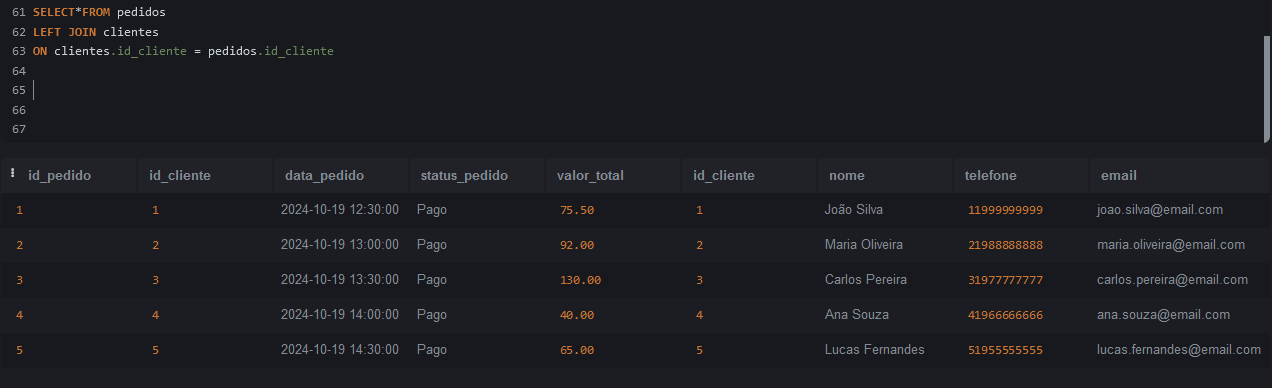 61 SELECT*FROM pedidos
62 LEFT JOIN clientes
63 ON clientes.id_cliente = pedidos.id_cliente
64
65
66
67
id_pedido id_cliente data_pedido status_pedido valor_total id_cliente nome telefone email
1 1 2024-10-19 12:30:00 Pago 75.50 1 João Silva 11999999999 joao.silva@email.com
2 2 2024-10-19 13:00:00 Pago 92.00 2 Maria Oliveira 21988888888 maria.oliveira@email.com
3 3 2024-10-19 13:30:00 Pago 130.00 3 Carlos Pereira 31977777777 carlos.pereira@email.com
4 4 2024-10-19 14:00:00 Pago 40.00 4 Ana Souza 41966666666 ana.souza@email.com
5 5 2024-10-19 14:30:00 Pago 65.00 5 Lucas Fernandes 51955555555 lucas.fernandes@email.com